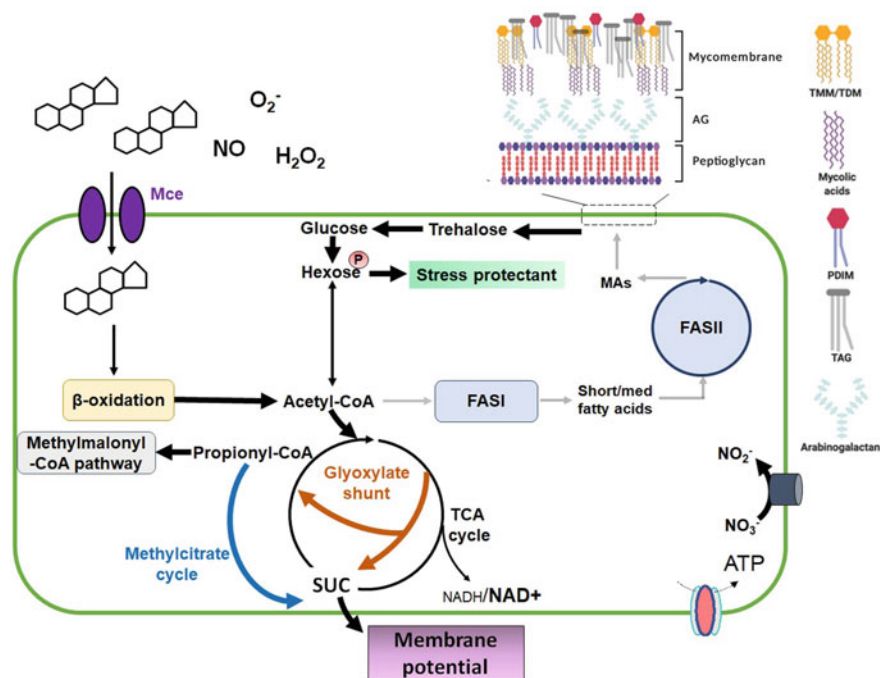 Mycomembrane
TMM/TDM
O₂⁻
NO
H₂O₂
AG
Peptioglycan
Mycolic
acids
Mce
Glucose
Trehalose
Hexose
P
Stress protectant
MAs
PDIM
FASII
TAG
β-oxidation
Acetyl-CoA
FASI
Short/med
fatty acids
Arabinogalactan
Methylmalonyl
-CoA pathway
Propionyl-CoA
Glyoxylate
shunt
NO₂⁻
NO₃⁻
TCA
cycle
Methylcitrate
cycle
SUC
NADH/NAD+
ATP
Membrane
potential